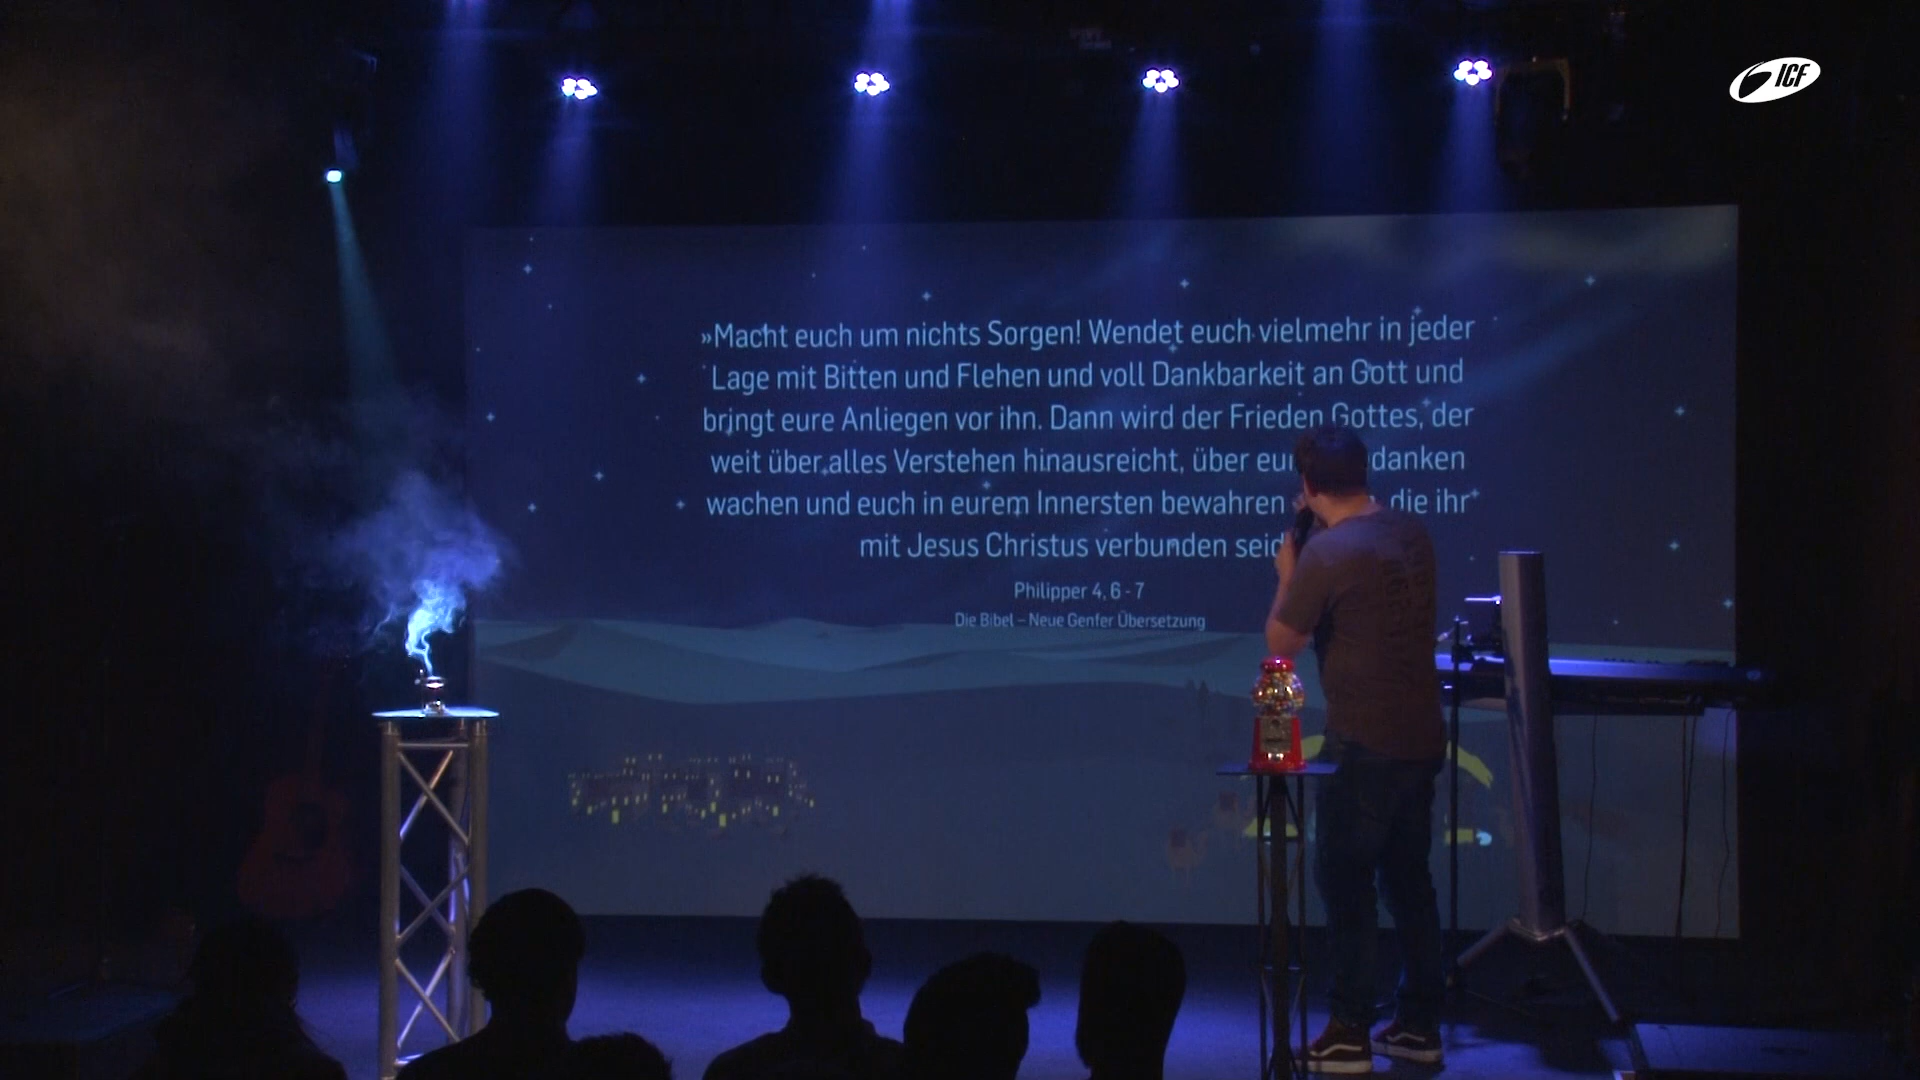 ICF
»Macht euch um nichts Sorgen! Wendet euch vielmehr in jeder
Lage mit Bitten und Flehen und voll Dankbarkeit an Gott und
bringt eure Anliegen vor ihn. Dann wird der Frieden Gottes, der
weit über alles Verstehen hinausreicht, über
wachen und euch in eurem Innersten bewahren die ihr
mit Jesus Christus verbunden seid
Philipper 4, 6 - 7
Die Bibel – Neue Genfer Übersetzung